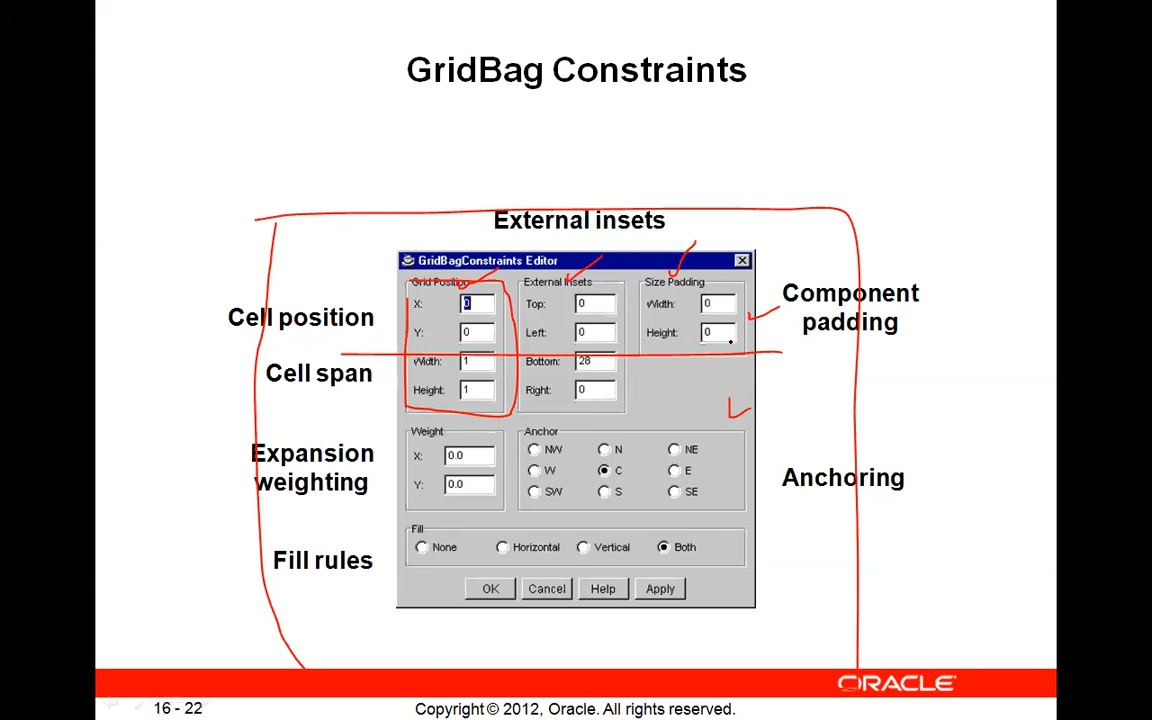 GridBag Constraints
External insets
GridBagConstraints Editor
Grid Position
External Insets
Size Padding
X: 0
Top: 0
Width: 0
Y: 0
Left: 0
Height: 0
Width: 1
Bottom: 28
Height: 1
Right: 0
Cell position
Cell span
Component
padding
Weight
X: 0.0
Y: 0.0
Anchor
NW N NE
W C E
SW S SE
Expansion
weighting
Anchoring
Fill
None Horizontal Vertical Both
Fill rules
OK Cancel Help Apply
ORACLE
16 - 22
Copyright © 2012, Oracle. All rights reserved.